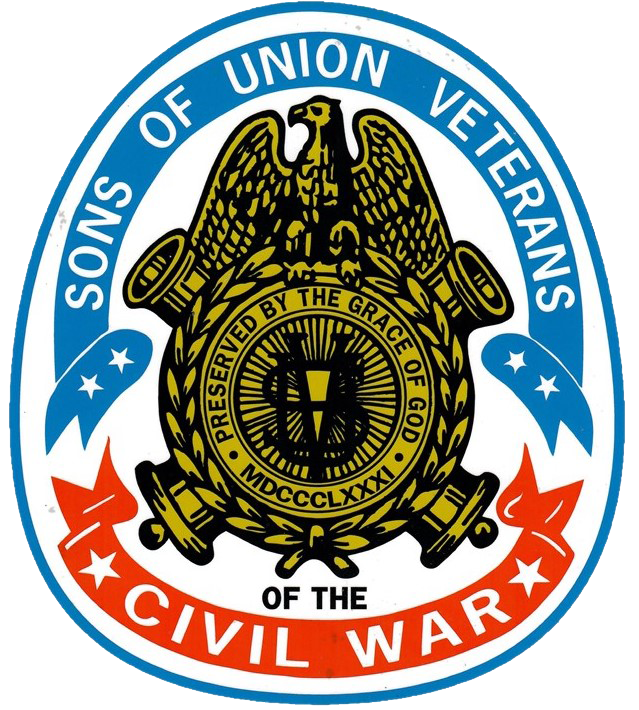 SONS OF UNION VETERANS
PRESERVED BY THE GRACE OF GOD
• MDCCCLXXXI •
OF THE
CIVIL WAR